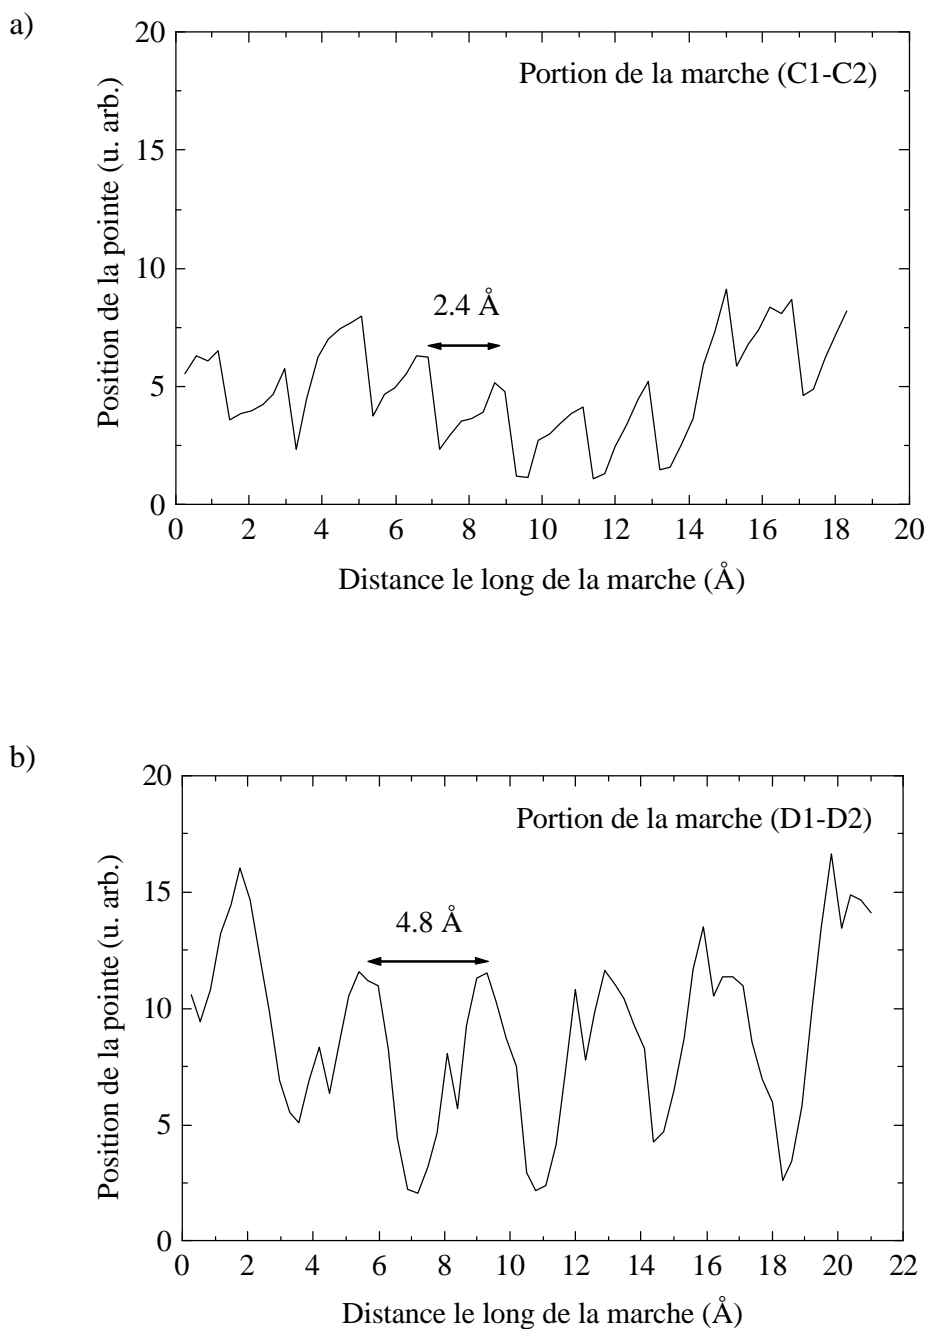 a)
20
Portion de la marche (C1-C2)
15
10
5
0
Position de la pointe (u. arb.)
2.4 Å
0 2 4 6 8 10 12 14 16 18 20
Distance le long de la marche (Å)
b)
20
Portion de la marche (D1-D2)
15
10
5
0
Position de la pointe (u. arb.)
4.8 Å
0 2 4 6 8 10 12 14 16 18 20 22
Distance le long de la marche (Å)